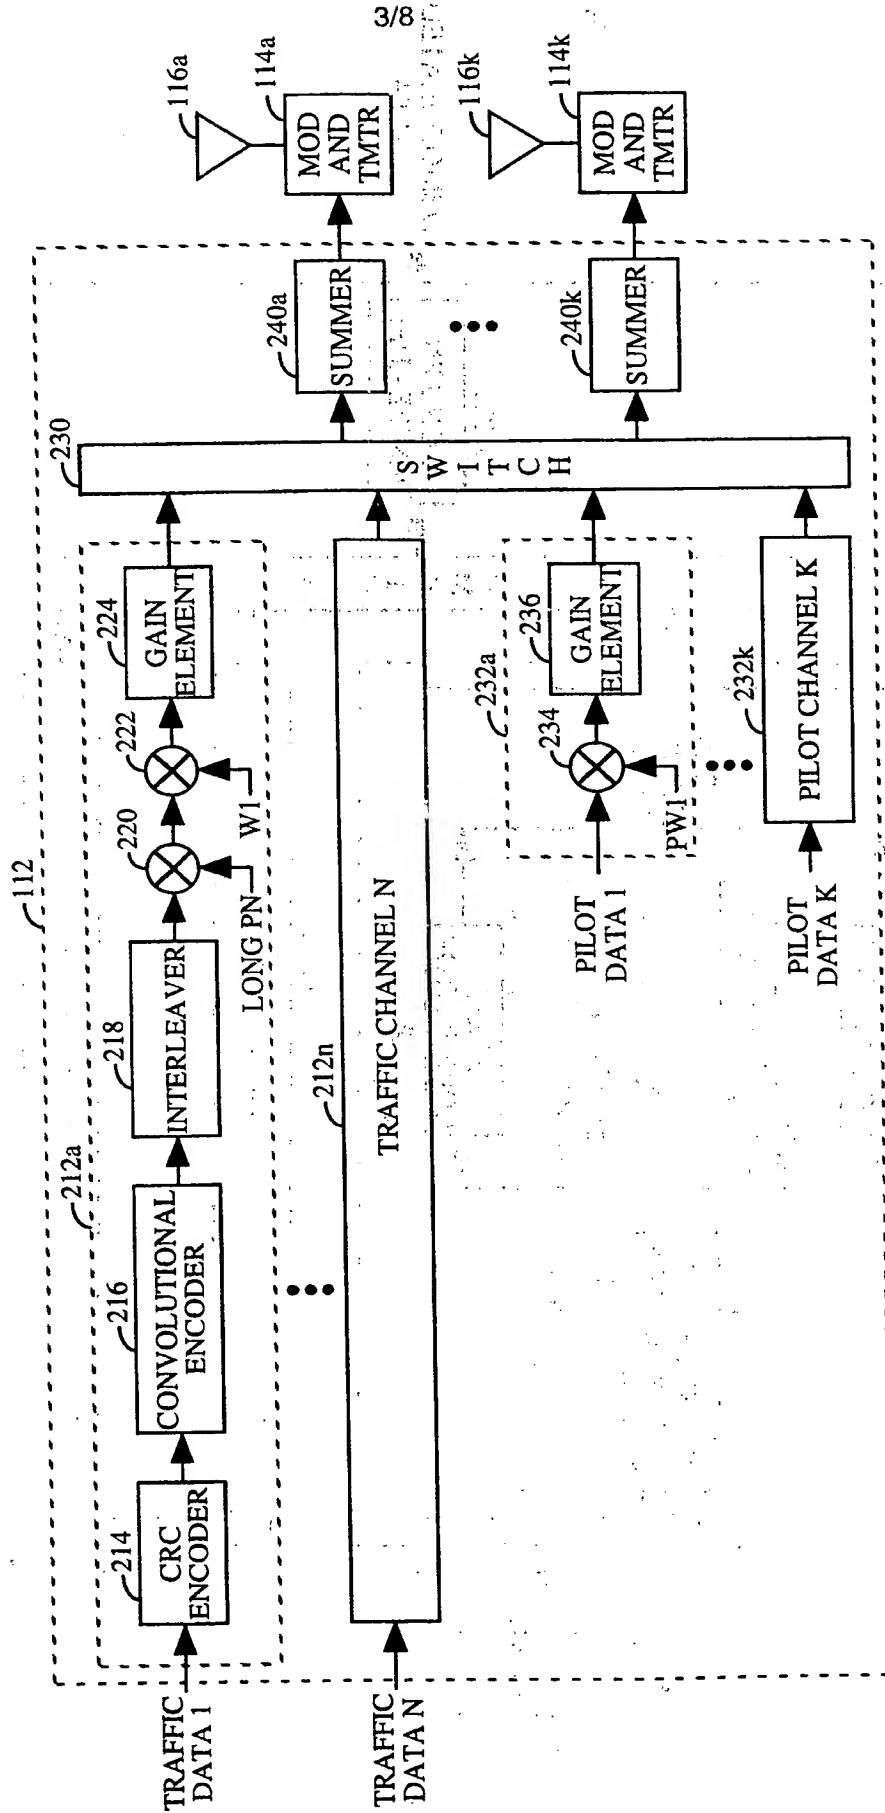 3/8
112
212a
TRAFFIC
DATA 1
214
CRC
ENCODER
216
CONVOLUTIONAL
ENCODER
218
INTERLEAVER
220
LONG PN
222
W1
224
GAIN
ELEMENT
230
SWITCH
240a
SUMMER
114a
MOD
AND
TMTR
116a
TRAFFIC
DATA N
212n
TRAFFIC CHANNEL N
232a
PILOT
DATA 1
234
PW1
236
GAIN
ELEMENT
240k
SUMMER
114k
MOD
AND
TMTR
116k
PILOT
DATA K
232k
PILOT CHANNEL K